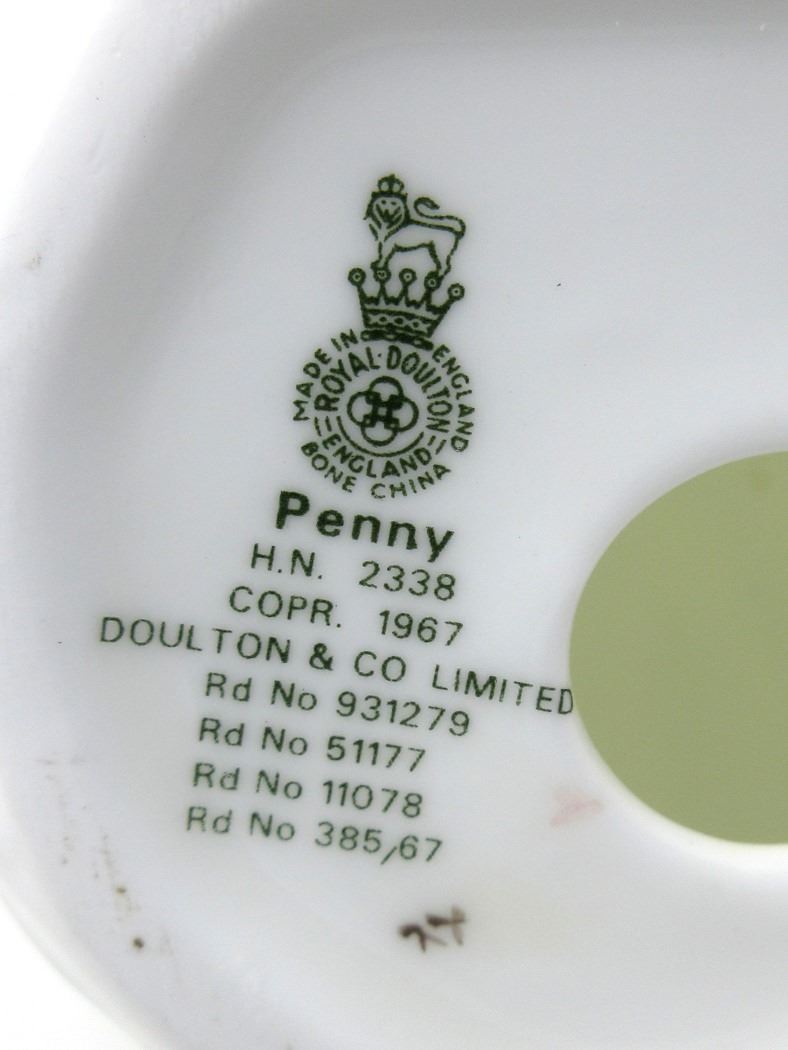 MADE IN ENGLAND
ROYAL·DOULTON
ENGLAND
BONE CHINA
Penny
H.N. 2338
COPR. 1967
DOULTON & CO LIMITED
Rd No 931279
Rd No 51177
Rd No 11078
Rd No 385/67